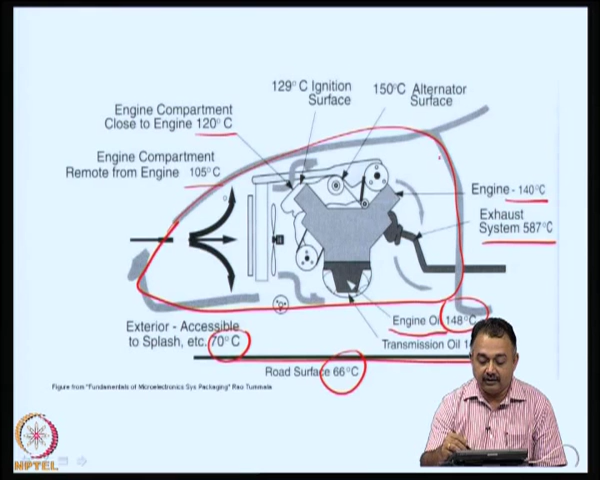 129°C Ignition
Surface
150°C Alternator
Surface
Engine Compartment
Close to Engine 120°C
Engine Compartment
Remote from Engine 105°C
Engine - 140°C
Exhaust
System 587°C
Engine Oil 148°C
Transmission Oil
Exterior - Accessible
to Splash, etc. 70°C
Road Surface 66°C
Figure from "Fundamentals of Microelectronics Sys Packaging" Rao Tummala
NPTEL